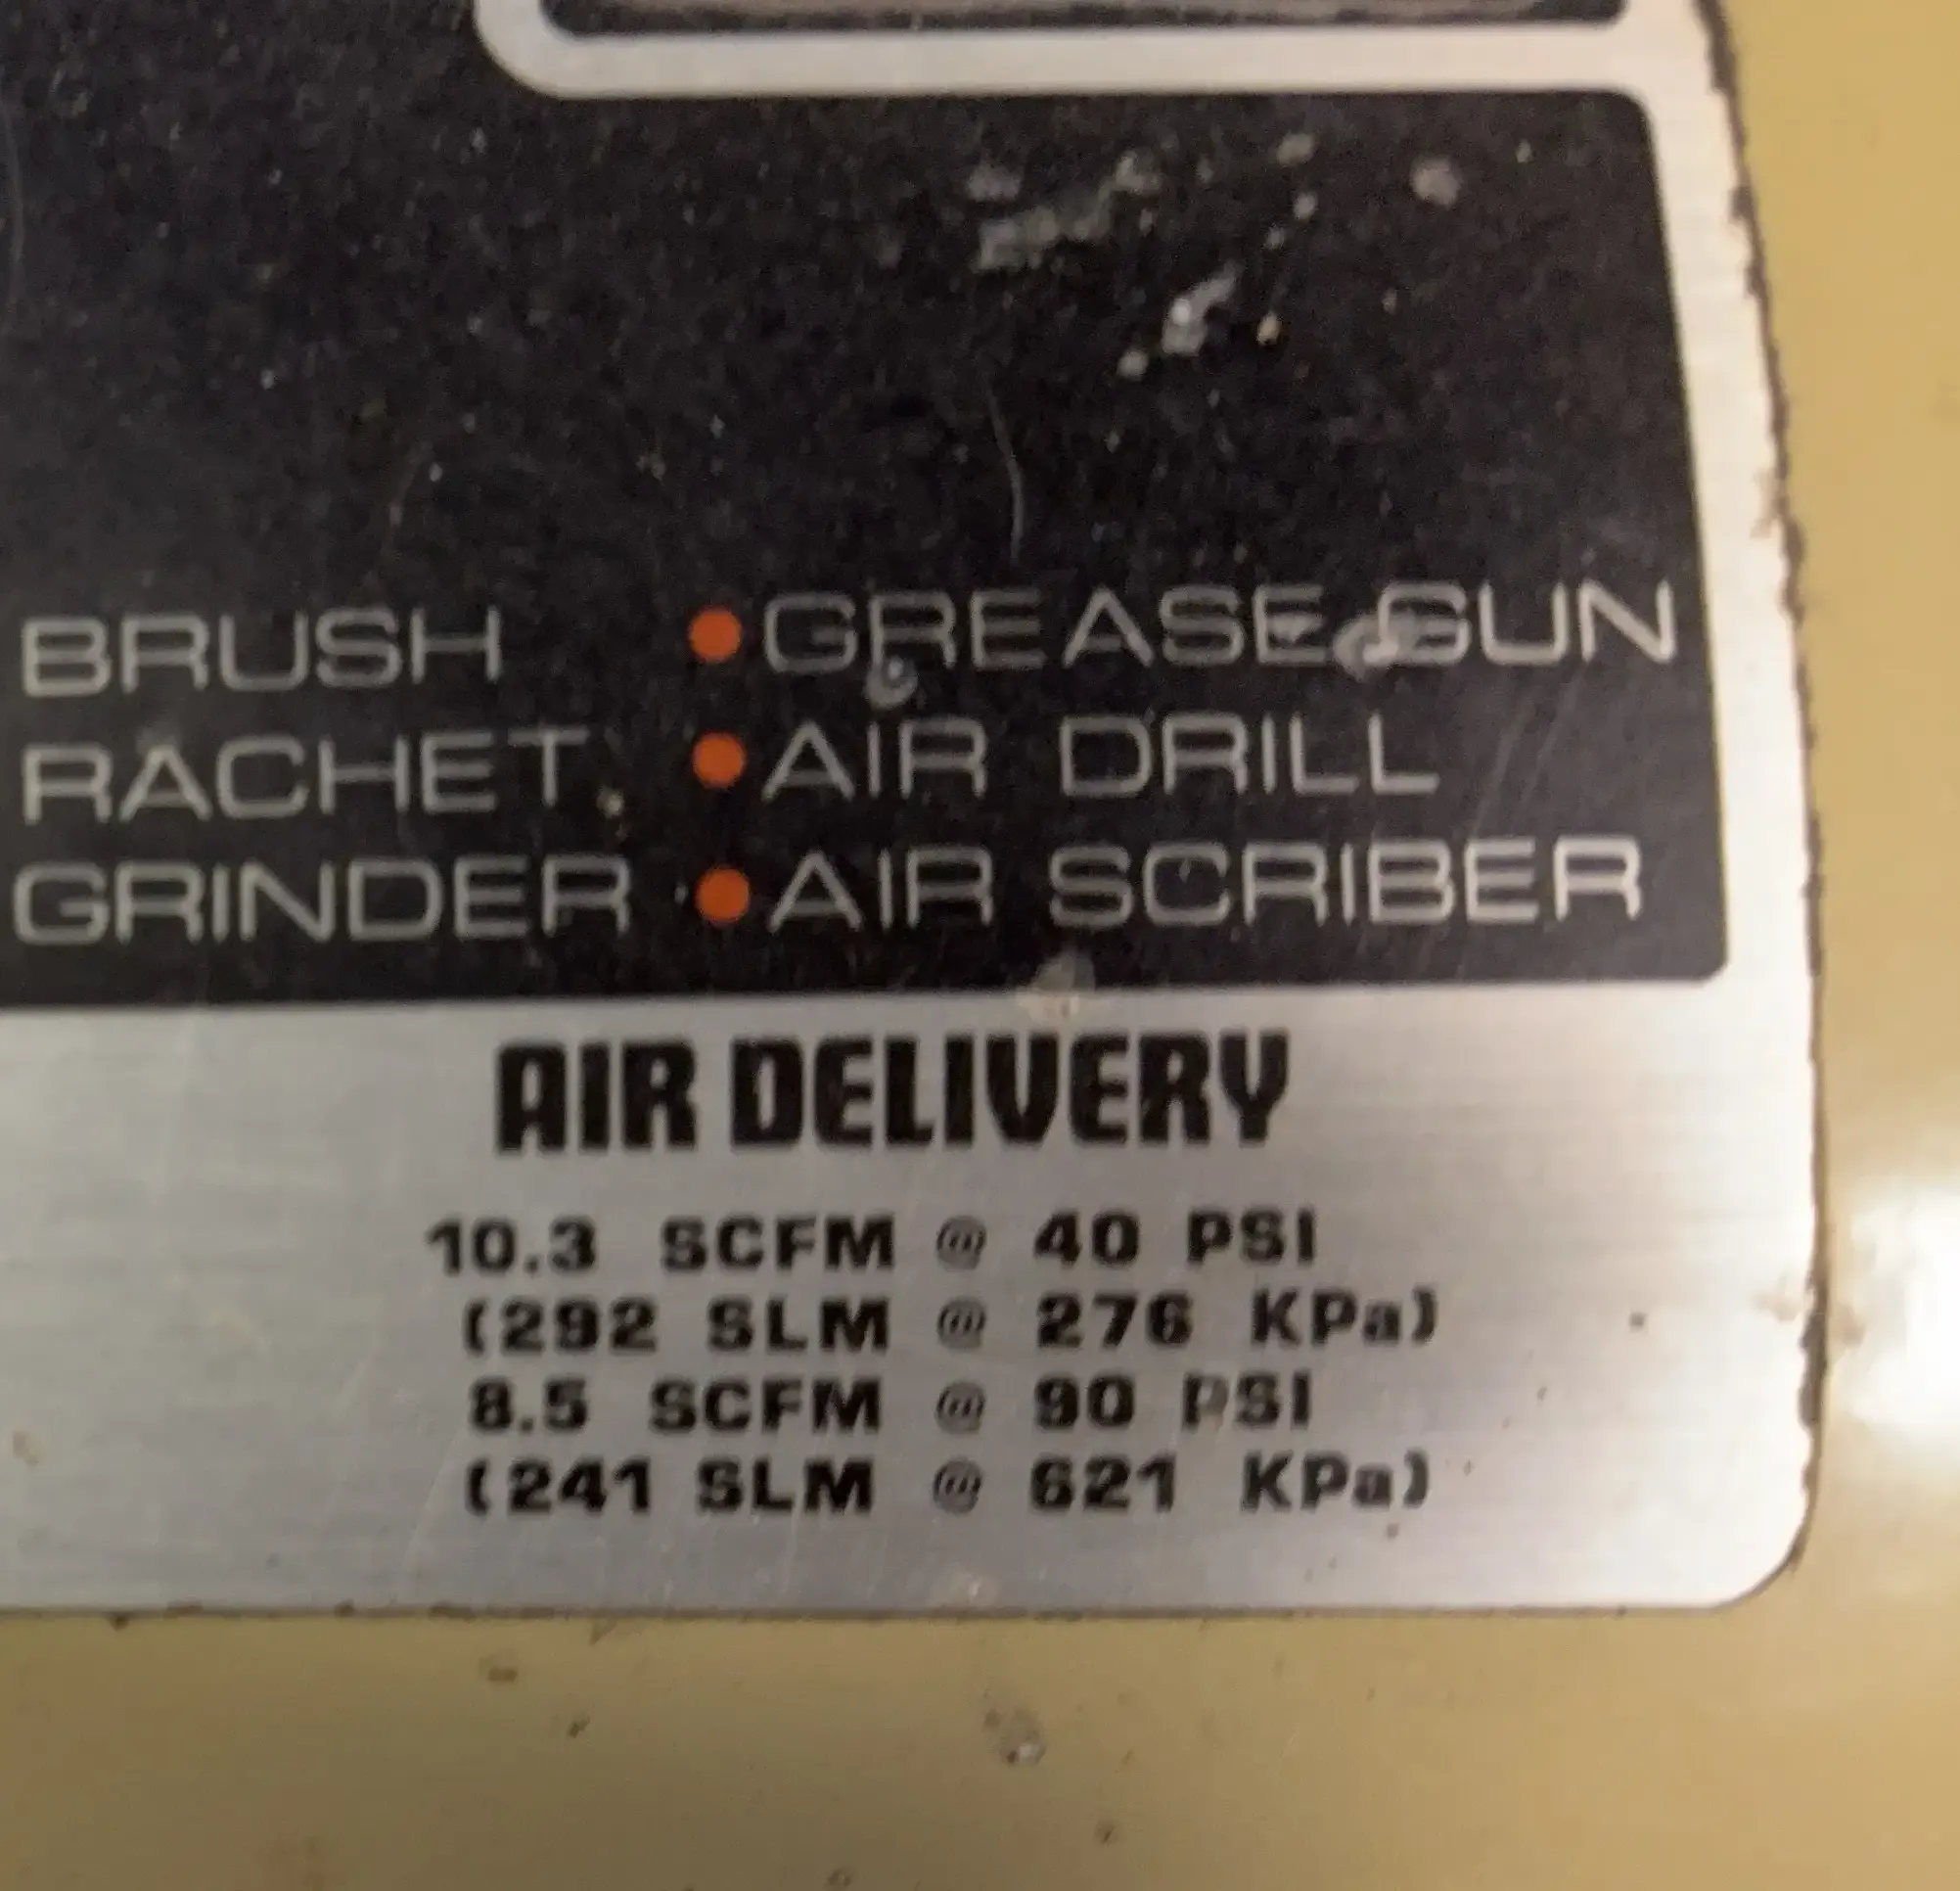 BRUSH • GREASE GUN
RACHET • AIR DRILL
GRINDER • AIR SCRIBER
AIR DELIVERY
10.3 SCFM @ 40 PSI
(292 SLM @ 276 KPa)
8.5 SCFM @ 90 PSI
(241 SLM @ 621 KPa)